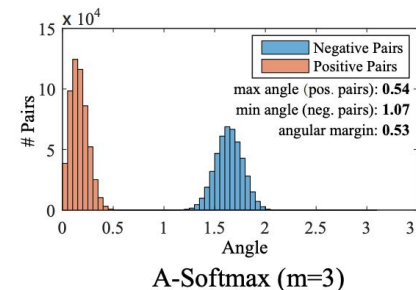 x 10⁴
15
Negative Pairs
Positive Pairs
max angle (pos. pairs): 0.54
min angle (neg. pairs): 1.07
angular margin: 0.53
10
5
0
# Pairs
0 0.5 1 1.5 2 2.5 3 3.
Angle
A-Softmax (m=3)